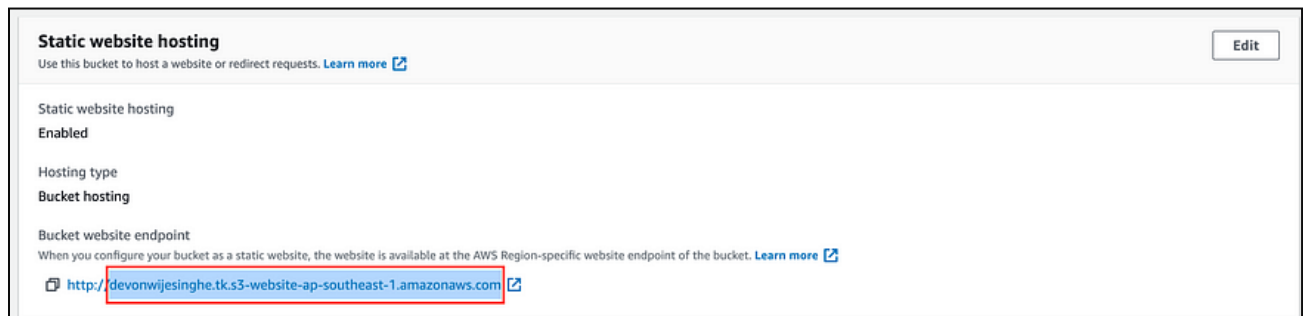 Static website hosting
Edit
Use this bucket to host a website or redirect requests. Learn more
Static website hosting
Enabled
Hosting type
Bucket hosting
Bucket website endpoint
When you configure your bucket as a static website, the website is available at the AWS Region-specific website endpoint of the bucket. Learn more
http://devonwijesinghe.tk.s3-website-ap-southeast-1.amazonaws.com